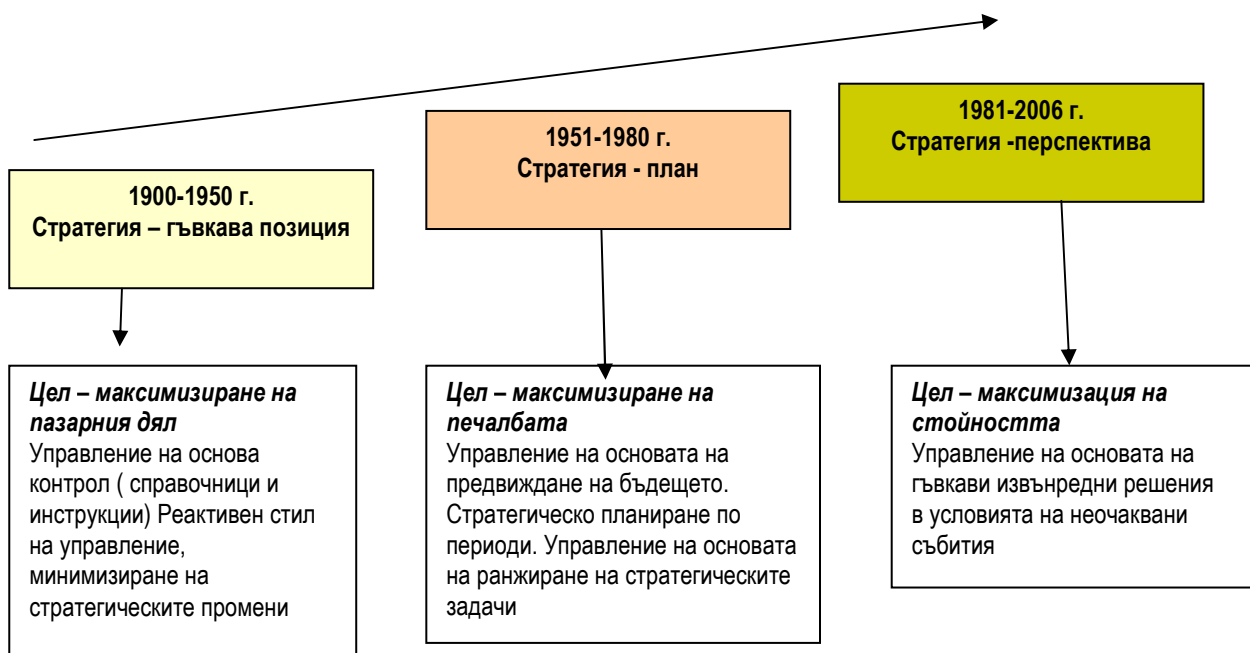 1900-1950 г.
Стратегия – гъвкава позиция
1951-1980 г.
Стратегия - план
1981-2006 г.
Стратегия -перспектива
Цел – максимизиране на
пазарния дял
Управление на основа
контрол ( справочници и
инструкции) Реактивен стил
на управление,
минимизиране на
стратегическите промени
Цел – максимизиране на
печалбата
Управление на основата на
предвиждане на бъдещето.
Стратегическо планиране по
периоди. Управление на основата
на ранжиране на стратегическите
задачи
Цел – максимизация на
стойността
Управление на основата на
гъвкави извънредни решения
в условията на неочаквани
събития